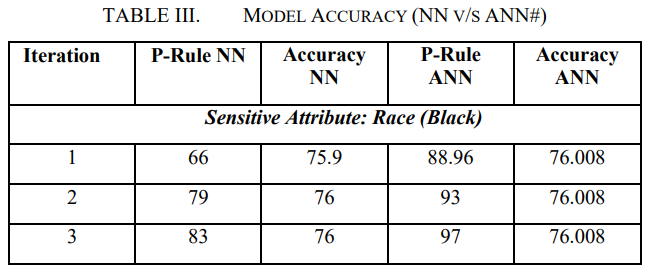 TABLE III. MODEL ACCURACY (NN V/S ANN#)
Iteration P-Rule NN Accuracy NN P-Rule ANN Accuracy ANN
Sensitive Attribute: Race (Black)
1 66 75.9 88.96 76.008
2 79 76 93 76.008
3 83 76 97 76.008